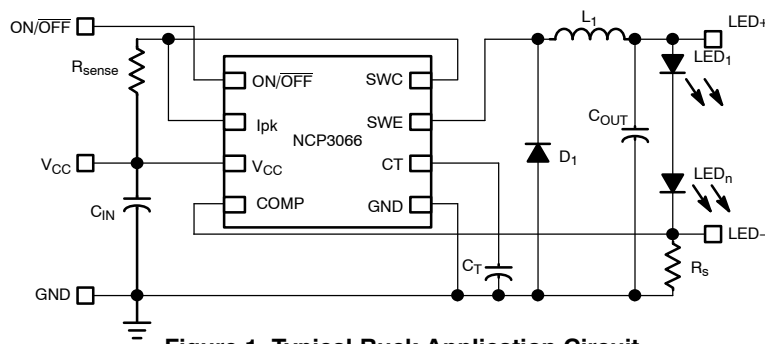 ON/OFF
LED+
L1
Rsense
LED1
ON/OFF
SWC
Ipk
SWE
COUT
NCP3066
VCC
VCC
CT
D1
LEDn
CIN
COMP
GND
LED-
CT
Rs
GND
Figure 1. Typical Buck Application Circuit